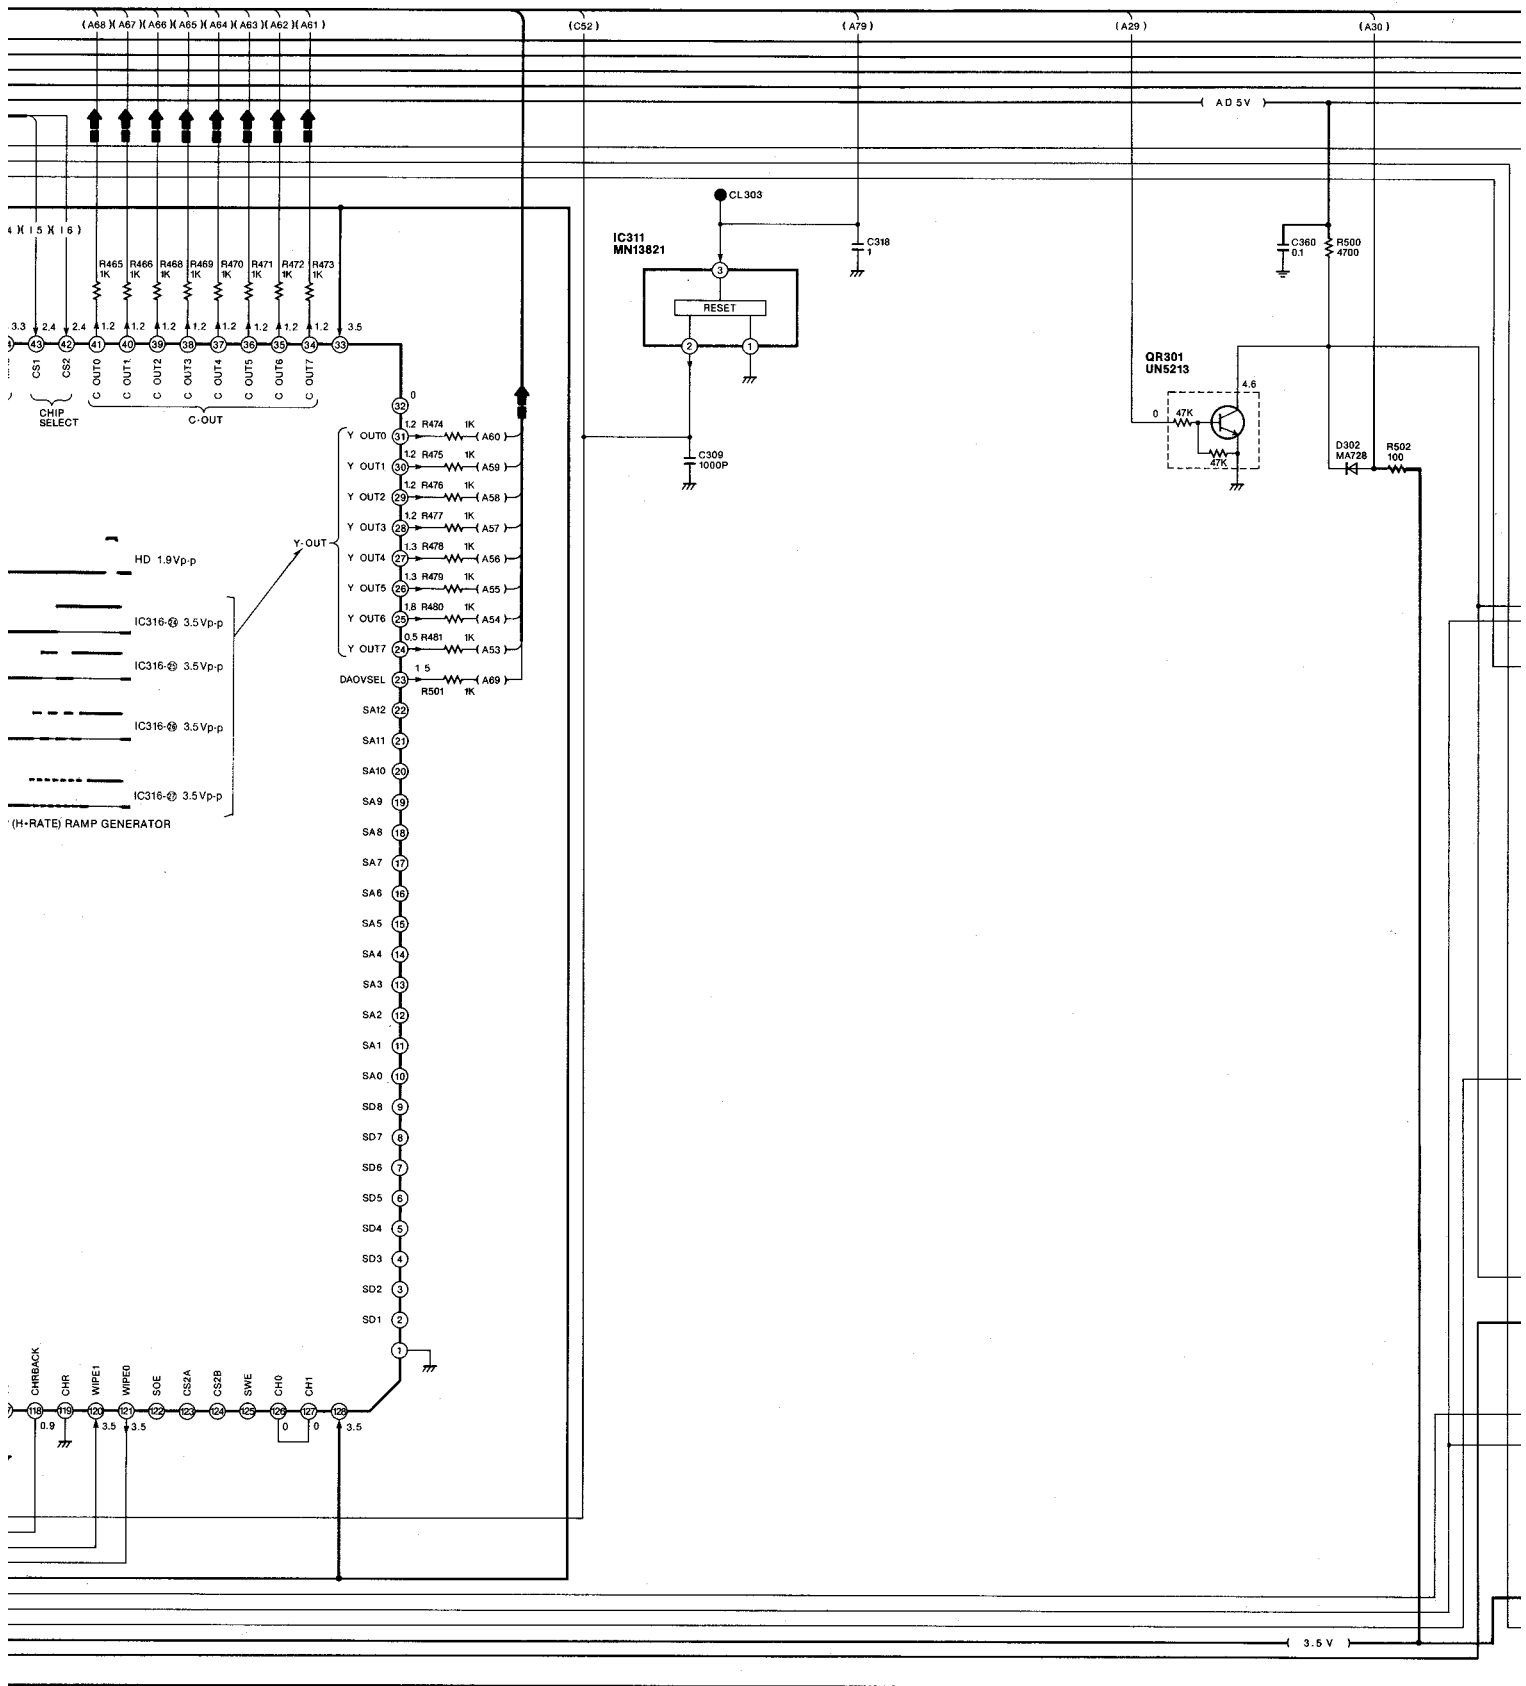 (A68)(A67)(A66)(A65)(A64)(A63)(A62)(A61) (C52) (A79) (A29) (A30)
( AD 5V )
CL303
4)( 15)( 16)
IC311
MN13821
C318
1
C360
0.1
R500
4700
R465 R466 R468 R469 R470 R471 R472 R473
1K 1K 1K 1K 1K 1K 1K 1K
3
RESET
2 1
3.3 2.4 2.4 1.2 1.2 1.2 1.2 1.2 1.2 1.2 1.2 3.5
43 42 41 40 39 38 37 36 35 34 33
CS1 CS2 C OUT0 C OUT1 C OUT2 C OUT3 C OUT4 C OUT5 C OUT6 C OUT7
CHIP
SELECT
C-OUT
QR301
UN5213
4.6
0 47K
47K
D302
MA728
R502
100
C309
1000P
0
32
Y OUT0 31 1.2 R474 1K (A60)
Y OUT1 30 1.2 R475 1K (A59)
Y OUT2 29 1.2 R476 1K (A58)
Y OUT3 28 1.2 R477 1K (A57)
Y-OUT
Y OUT4 27 1.3 R478 1K (A56)
Y OUT5 26 1.3 R479 1K (A55)
Y OUT6 25 1.8 R480 1K (A54)
Y OUT7 24 0.5 R481 1K (A53)
DAOVSEL 23 1 5 R501 1K (A69)
HD 1.9Vp-p
IC316-24 3.5Vp-p
IC316-25 3.5Vp-p
IC316-26 3.5Vp-p
IC316-27 3.5Vp-p
(H-RATE) RAMP GENERATOR
SA12 22
SA11 21
SA10 20
SA9 19
SA8 18
SA7 17
SA6 16
SA5 15
SA4 14
SA3 13
SA2 12
SA1 11
SA0 10
SD8 9
SD7 8
SD6 7
SD5 6
SD4 5
SD3 4
SD2 3
SD1 2
1
CHRBACK CHR WIPE1 WIPE0 SOE CS2A CS2B SWE CH0 CH1
118 119 120 121 122 123 124 125 126 127 128
0.9 3.5 3.5 0 0 3.5
( 3.5 V )